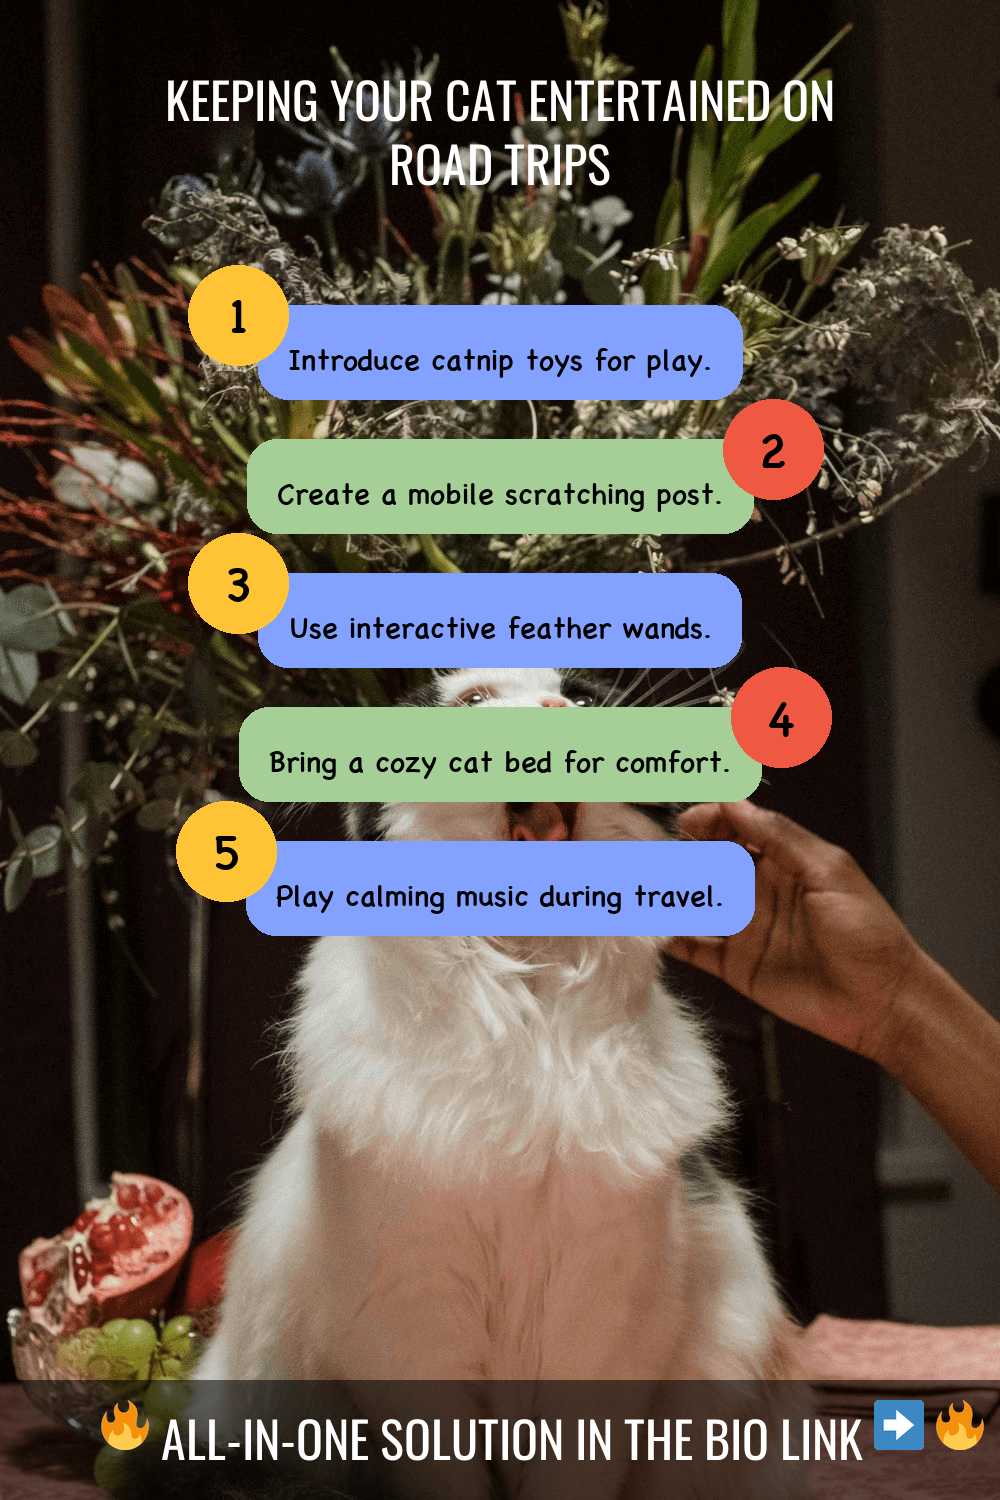 KEEPING YOUR CAT ENTERTAINED ON
ROAD TRIPS
1
Introduce catnip toys for play.
2
Create a mobile scratching post.
3
Use interactive feather wands.
4
Bring a cozy cat bed for comfort.
5
Play calming music during travel.
🔥 ALL-IN-ONE SOLUTION IN THE BIO LINK ➡️ 🔥